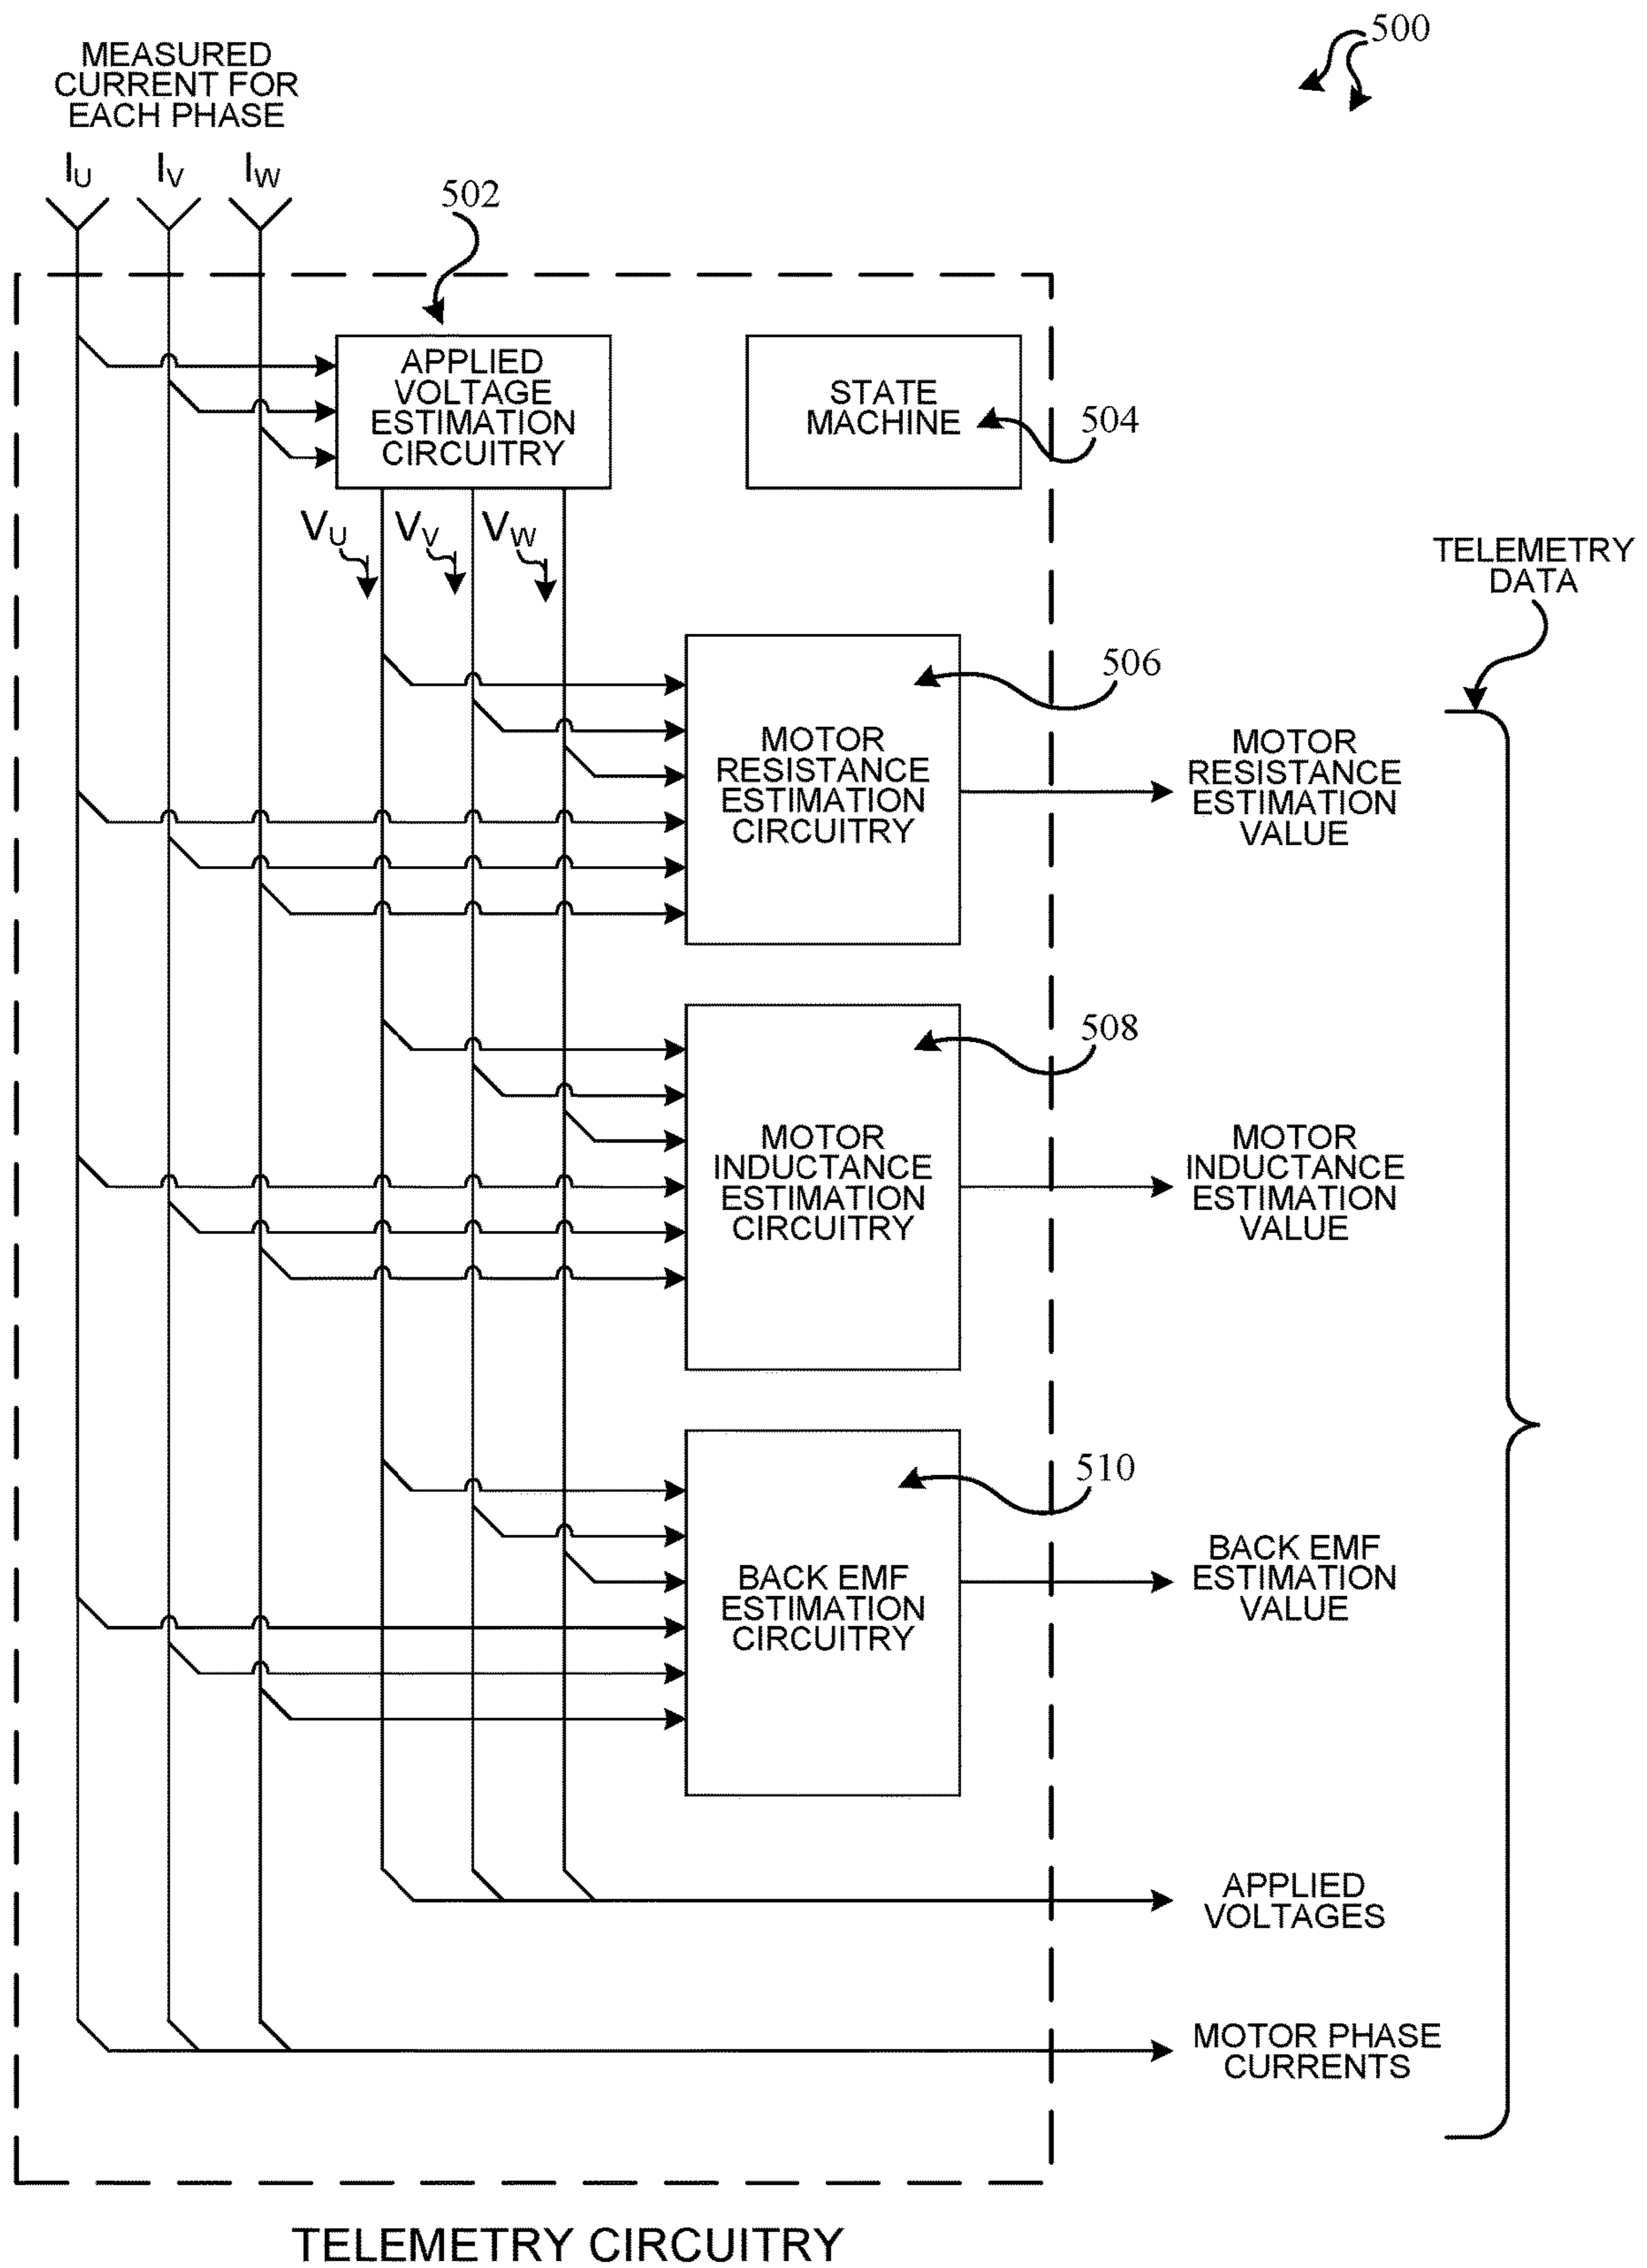 500
MEASURED
CURRENT FOR
EACH PHASE
IU IV IW
502
APPLIED
VOLTAGE
ESTIMATION
CIRCUITRY
STATE
MACHINE
504
VU VV VW
TELEMETRY
DATA
506
MOTOR
RESISTANCE
ESTIMATION
CIRCUITRY
MOTOR
RESISTANCE
ESTIMATION
VALUE
508
MOTOR
INDUCTANCE
ESTIMATION
CIRCUITRY
MOTOR
INDUCTANCE
ESTIMATION
VALUE
510
BACK EMF
ESTIMATION
CIRCUITRY
BACK EMF
ESTIMATION
VALUE
APPLIED
VOLTAGES
MOTOR PHASE
CURRENTS
TELEMETRY CIRCUITRY